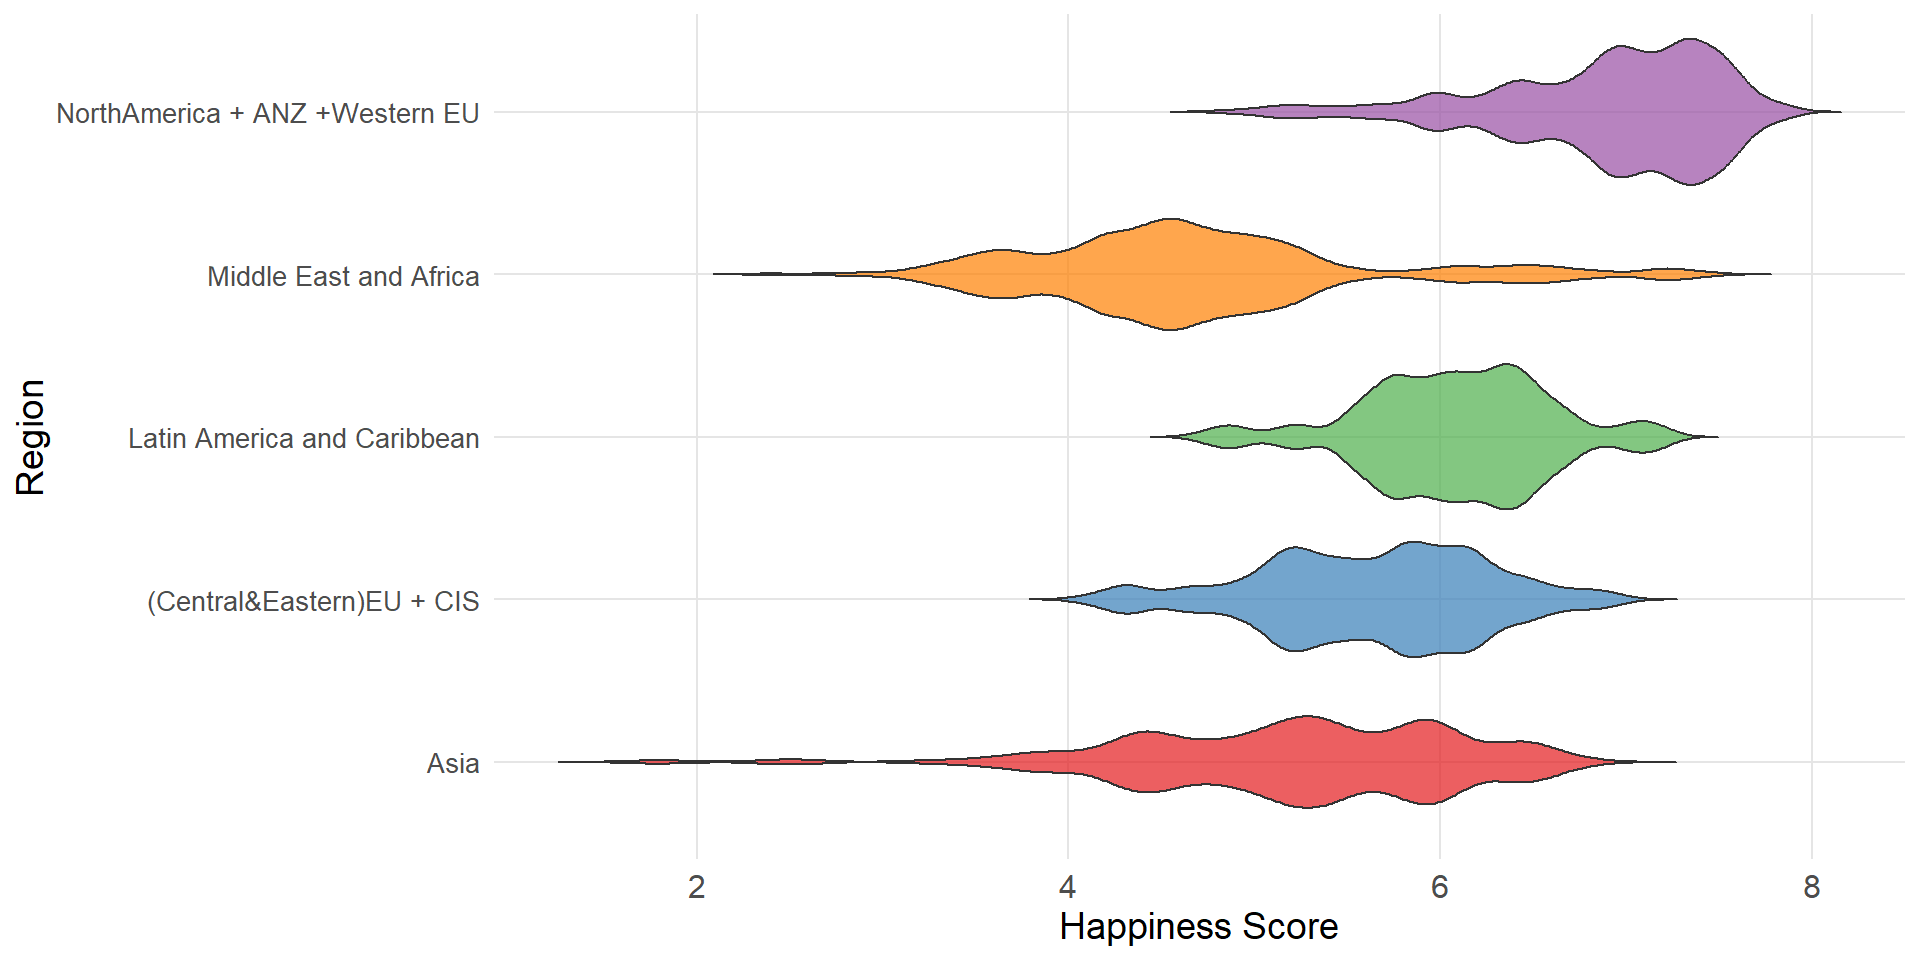 NorthAmerica + ANZ +Western EU
Middle East and Africa
Latin America and Caribbean
(Central&Eastern)EU + CIS
Asia
Region
2 4 6 8
Happiness Score